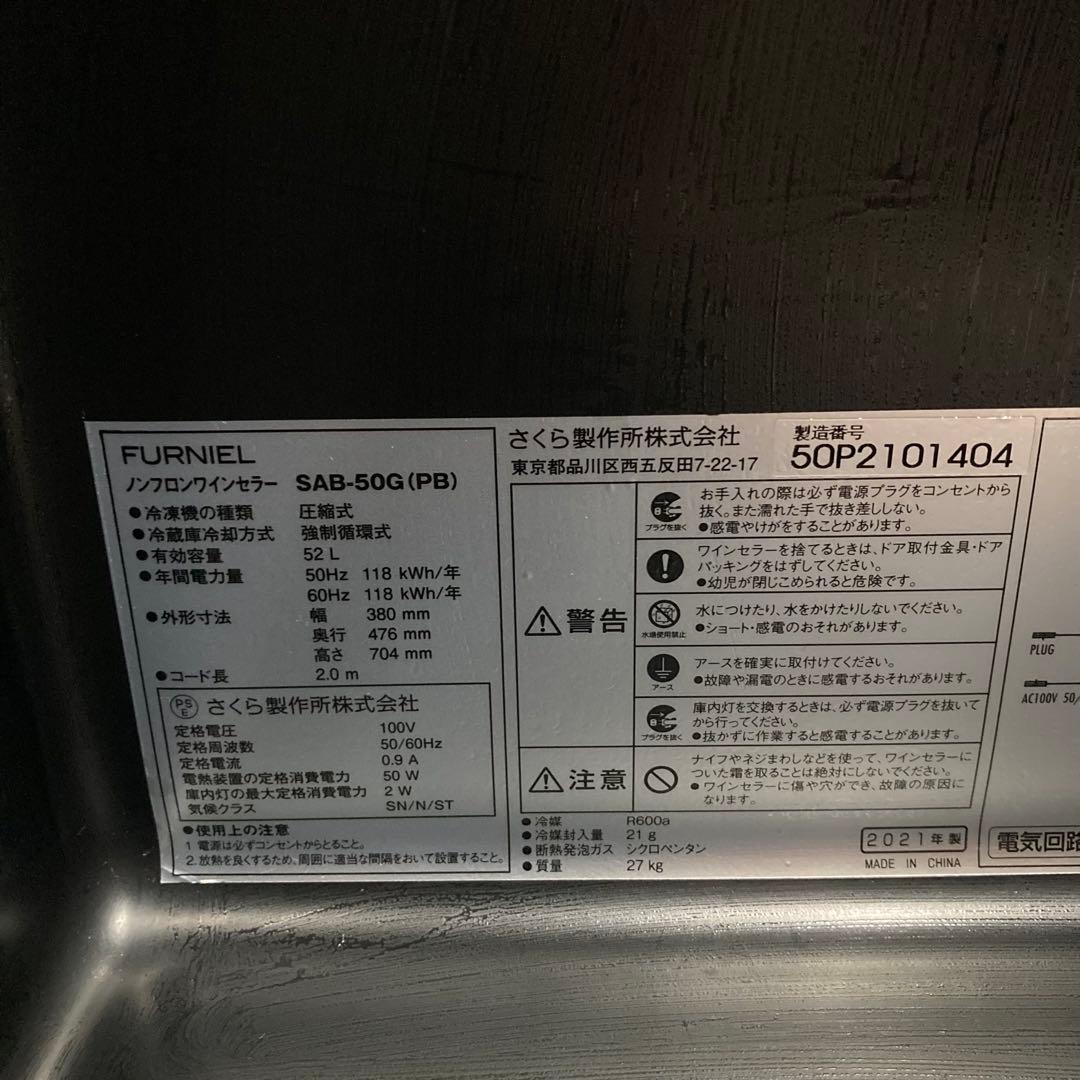 FURNIEL
ノンフロンワインセラー SAB-50G(PB)
●冷凍機の種類 圧縮式
●冷蔵庫冷却方式 強制循環式
●有効容量 52 L
●年間電力量 50Hz 118 kWh/年
60Hz 118 kWh/年
●外形寸法 幅 380 mm
奥行 476 mm
高さ 704 mm
●コード長 2.0 m
PSE さくら製作所株式会社
定格電圧 100V
定格周波数 50/60Hz
定格電流 0.9 A
電熱装置の定格消費電力 50 W
庫内灯の最大定格消費電力 2 W
気候クラス SN/N/ST
●使用上の注意
1 電源は必ずコンセントからとること。
2.放熱を良くするため、周囲に適当な間隔をおいて設置すること。
さくら製作所株式会社
東京都品川区西五反田7-22-17
製造番号
50P2101404
警告
プラグを抜く
お手入れの際は必ず電源プラグをコンセントから
抜く。また濡れた手で抜き差ししない。
●感電やけがをすることがあります。
ワインセラーを捨てるときは、ドア取付金具・ドア
パッキングをはずしてください。
●幼児が閉じこめられると危険です。
水場使用禁止
水につけたり、水をかけたりしないでください。
●ショート・感電のおそれがあります。
アース
アースを確実に取付けてください。
●故障や漏電のときに感電するおそれがあります。
プラグを抜く
庫内灯を交換するときは、必ず電源プラグを抜いて
から行ってください。
●抜かずに作業すると感電することがあります。
注意
ナイフやネジまわしなどを使って、ワインセラーに
ついた霜を取ることは絶対にしないでください。
●ワインセラーに傷や穴ができ、故障の原因に
なります。
●冷媒 R600a
●冷媒封入量 21 g
●断熱発泡ガス シクロペンタン
●質量 27 kg
2021年製
MADE IN CHINA
PLUG
AC100V 50/
電気回路